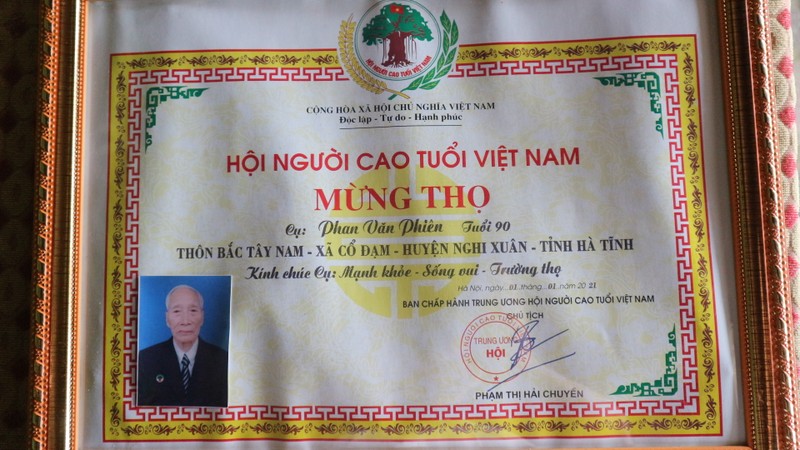 HỘI NGƯỜI CAO TUỔI VIỆT NAM
CỘNG HÒA XÃ HỘI CHỦ NGHĨA VIỆT NAM
Độc lập - Tự do - Hạnh phúc
HỘI NGƯỜI CAO TUỔI VIỆT NAM
MỪNG THỌ
Cụ: Phan Văn Phiên Tuổi 90
THÔN BẮC TÂY NAM - XÃ CỔ ĐẠM - HUYỆN NGHI XUÂN - TỈNH HÀ TĨNH
Kính chúc Cụ: Mạnh khỏe - Sống vui - Trường thọ
Hà Nội, ngày 01 tháng 01 năm 2021
BAN CHẤP HÀNH TRUNG ƯƠNG HỘI NGƯỜI CAO TUỔI VIỆT NAM
CHỦ TỊCH
TRUNG ƯƠNG
HỘI
PHẠM THỊ HẢI CHUYỀN